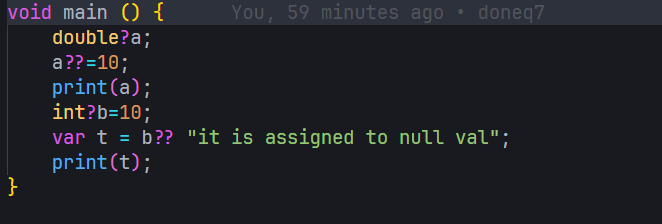 void main () {      You, 59 minutes ago • doneq7
    double?a;
    a??=10;
    print(a);
    int?b=10;
    var t = b?? "it is assigned to null val";
    print(t);
}